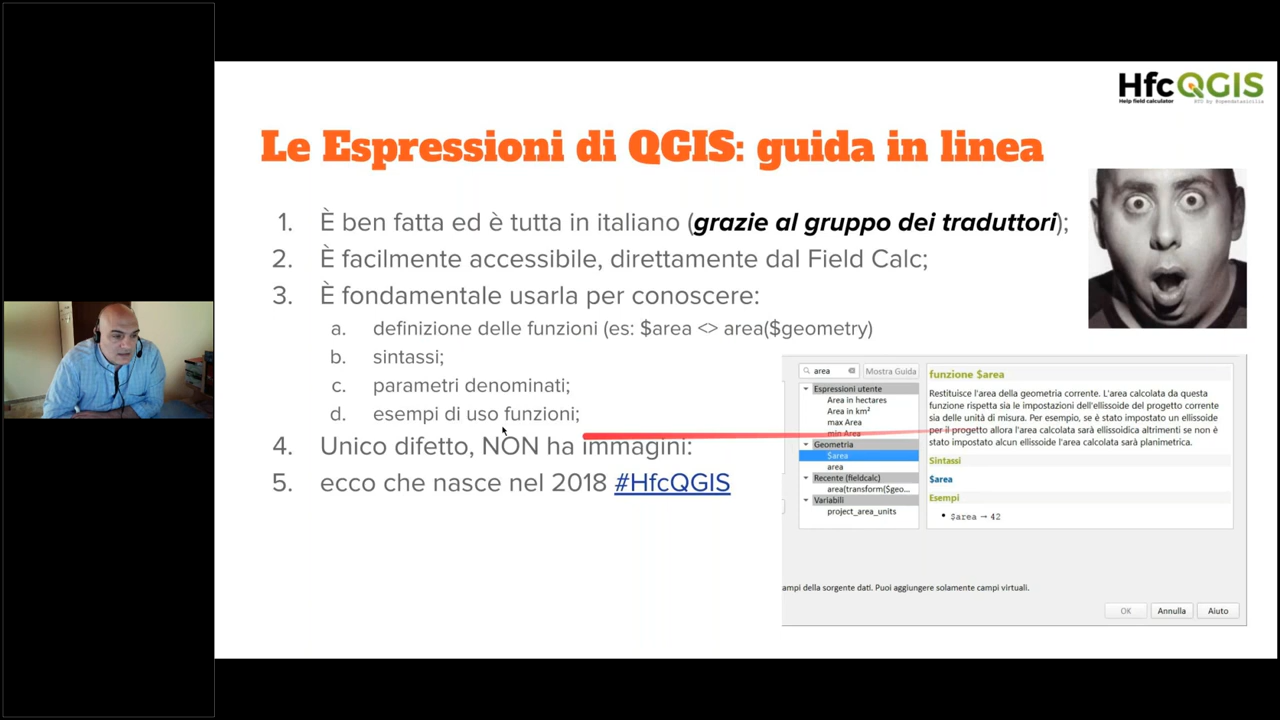 HfcQGIS
Help field calculator
Le Espressioni di QGIS: guida in linea
1. È ben fatta ed è tutta in italiano (grazie al gruppo dei traduttori);
2. È facilmente accessibile, direttamente dal Field Calc;
3. È fondamentale usarla per conoscere:
a. definizione delle funzioni (es: $area <> area($geometry)
b. sintassi;
c. parametri denominati;
d. esempi di uso funzioni;
4. Unico difetto, NON ha immagini:
5. ecco che nasce nel 2018 #HfcQGIS
area
Mostra Guida
Espressioni utente
Area in hectares
Area in km²
max Area
min Area
Geometria
$area
area
Recente (fieldcalc)
area(transform($geo...
Variabili
project_area_units
funzione $area
Restituisce l'area della geometria corrente. L'area calcolata da questa
funzione rispetta sia le impostazioni dell'ellissoide del progetto corrente
sia delle unità di misura. Per esempio, se è stato impostato un ellissoide
per il progetto allora l'area calcolata sarà ellissoidica altrimenti se non è
stato impostato alcun ellissoide l'area calcolata sarà planimetrica.
Sintassi
$area
Esempi
• $area → 42
ampi della sorgente dati. Puoi aggiungere solamente campi virtuali.
OK
Annulla
Aiuto